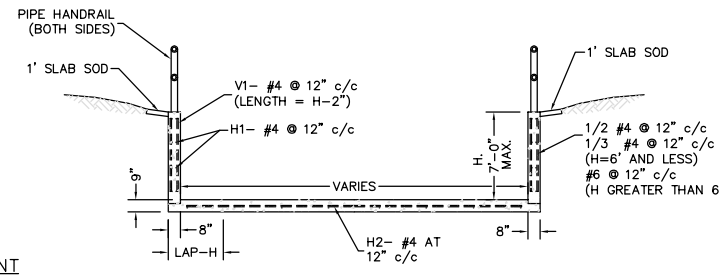 PIPE HANDRAIL
(BOTH SIDES)
1' SLAB SOD
1' SLAB SOD
V1- #4 @ 12" c/c
(LENGTH = H-2")
H1- #4 @ 12" c/c
H.
7'-0"
MAX.
1/2 #4 @ 12" c/c
1/3 #4 @ 12" c/c
(H=6' AND LESS)
#6 @ 12" c/c
(H GREATER THAN 6
9"
VARIES
8"
LAP-H
H2- #4 AT
12" c/c
8"
NT